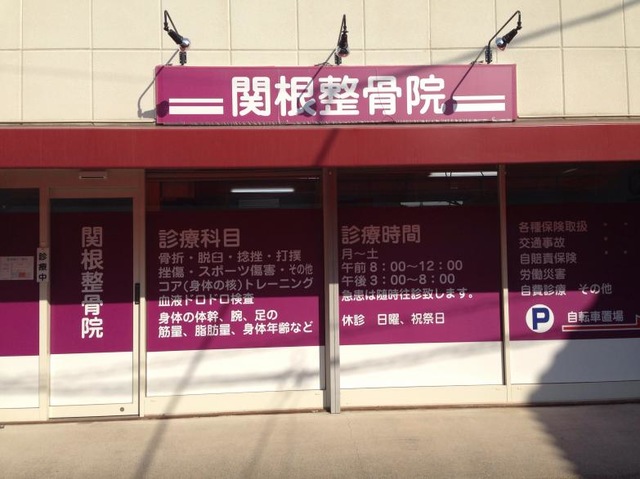 関根整骨院
関根整骨院
診療中
診療科目
骨折・脱臼・捻挫・打撲
挫傷・スポーツ傷害・その他
コア(身体の核)トレーニング
血液ドロドロ検査
身体の体幹、腕、足の
筋量、脂肪量、身体年齢など
診療時間
月〜土
午前 8:00〜12:00
午後 3:00〜8:00
急患は随時往診致します。
休診 日曜、祝祭日
各種保険取扱
交通事故
自賠責保険
労働災害
自費診療 その他
P 自転車置場